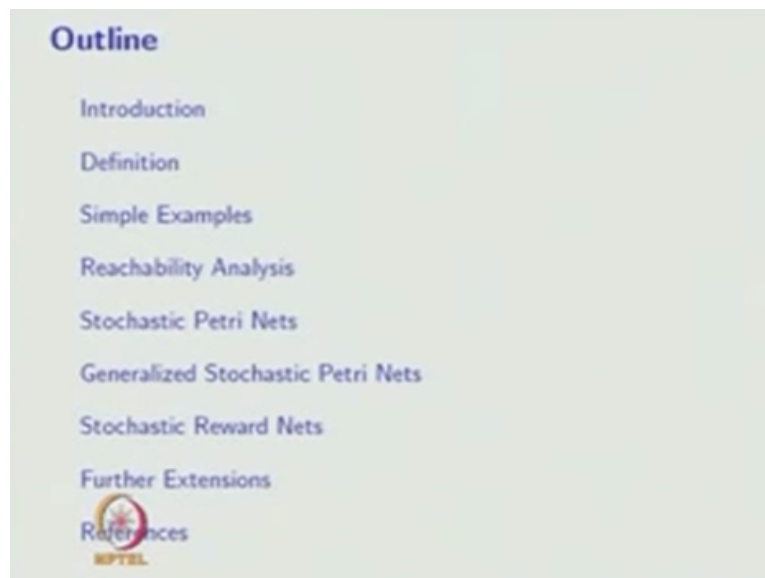 Outline
Introduction
Definition
Simple Examples
Reachability Analysis
Stochastic Petri Nets
Generalized Stochastic Petri Nets
Stochastic Reward Nets
Further Extensions
References
NPTEL